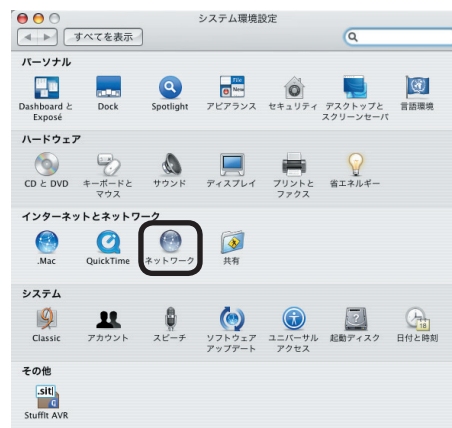 システム環境設定
すべてを表示
パーソナル
Dashboard と
Exposé
Dock
Spotlight
File
New
アピアランス
セキュリティ
デスクトップと
スクリーンセーバ
言語環境
ハードウェア
CD と DVD
キーボードと
マウス
サウンド
ディスプレイ
プリントと
ファクス
省エネルギー
インターネットとネットワーク
.Mac
QuickTime
ネットワーク
共有
システム
Classic
アカウント
スピーチ
ソフトウェア
アップデート
ユニバーサル
アクセス
?
起動ディスク
18
日付と時刻
その他
.sit
StuffIt AVR